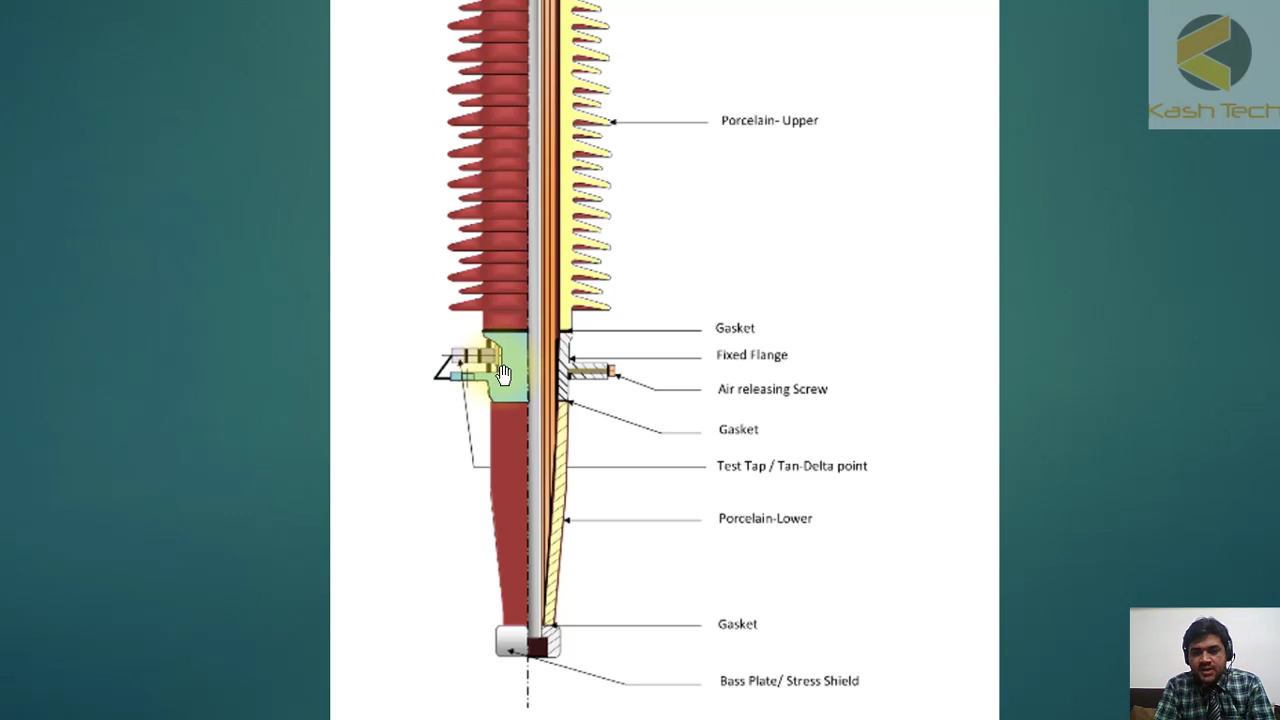 Kash Tech
Porcelain- Upper
Gasket
Fixed Flange
Air releasing Screw
Gasket
Test Tap / Tan-Delta point
Porcelain-Lower
Gasket
Bass Plate/ Stress Shield